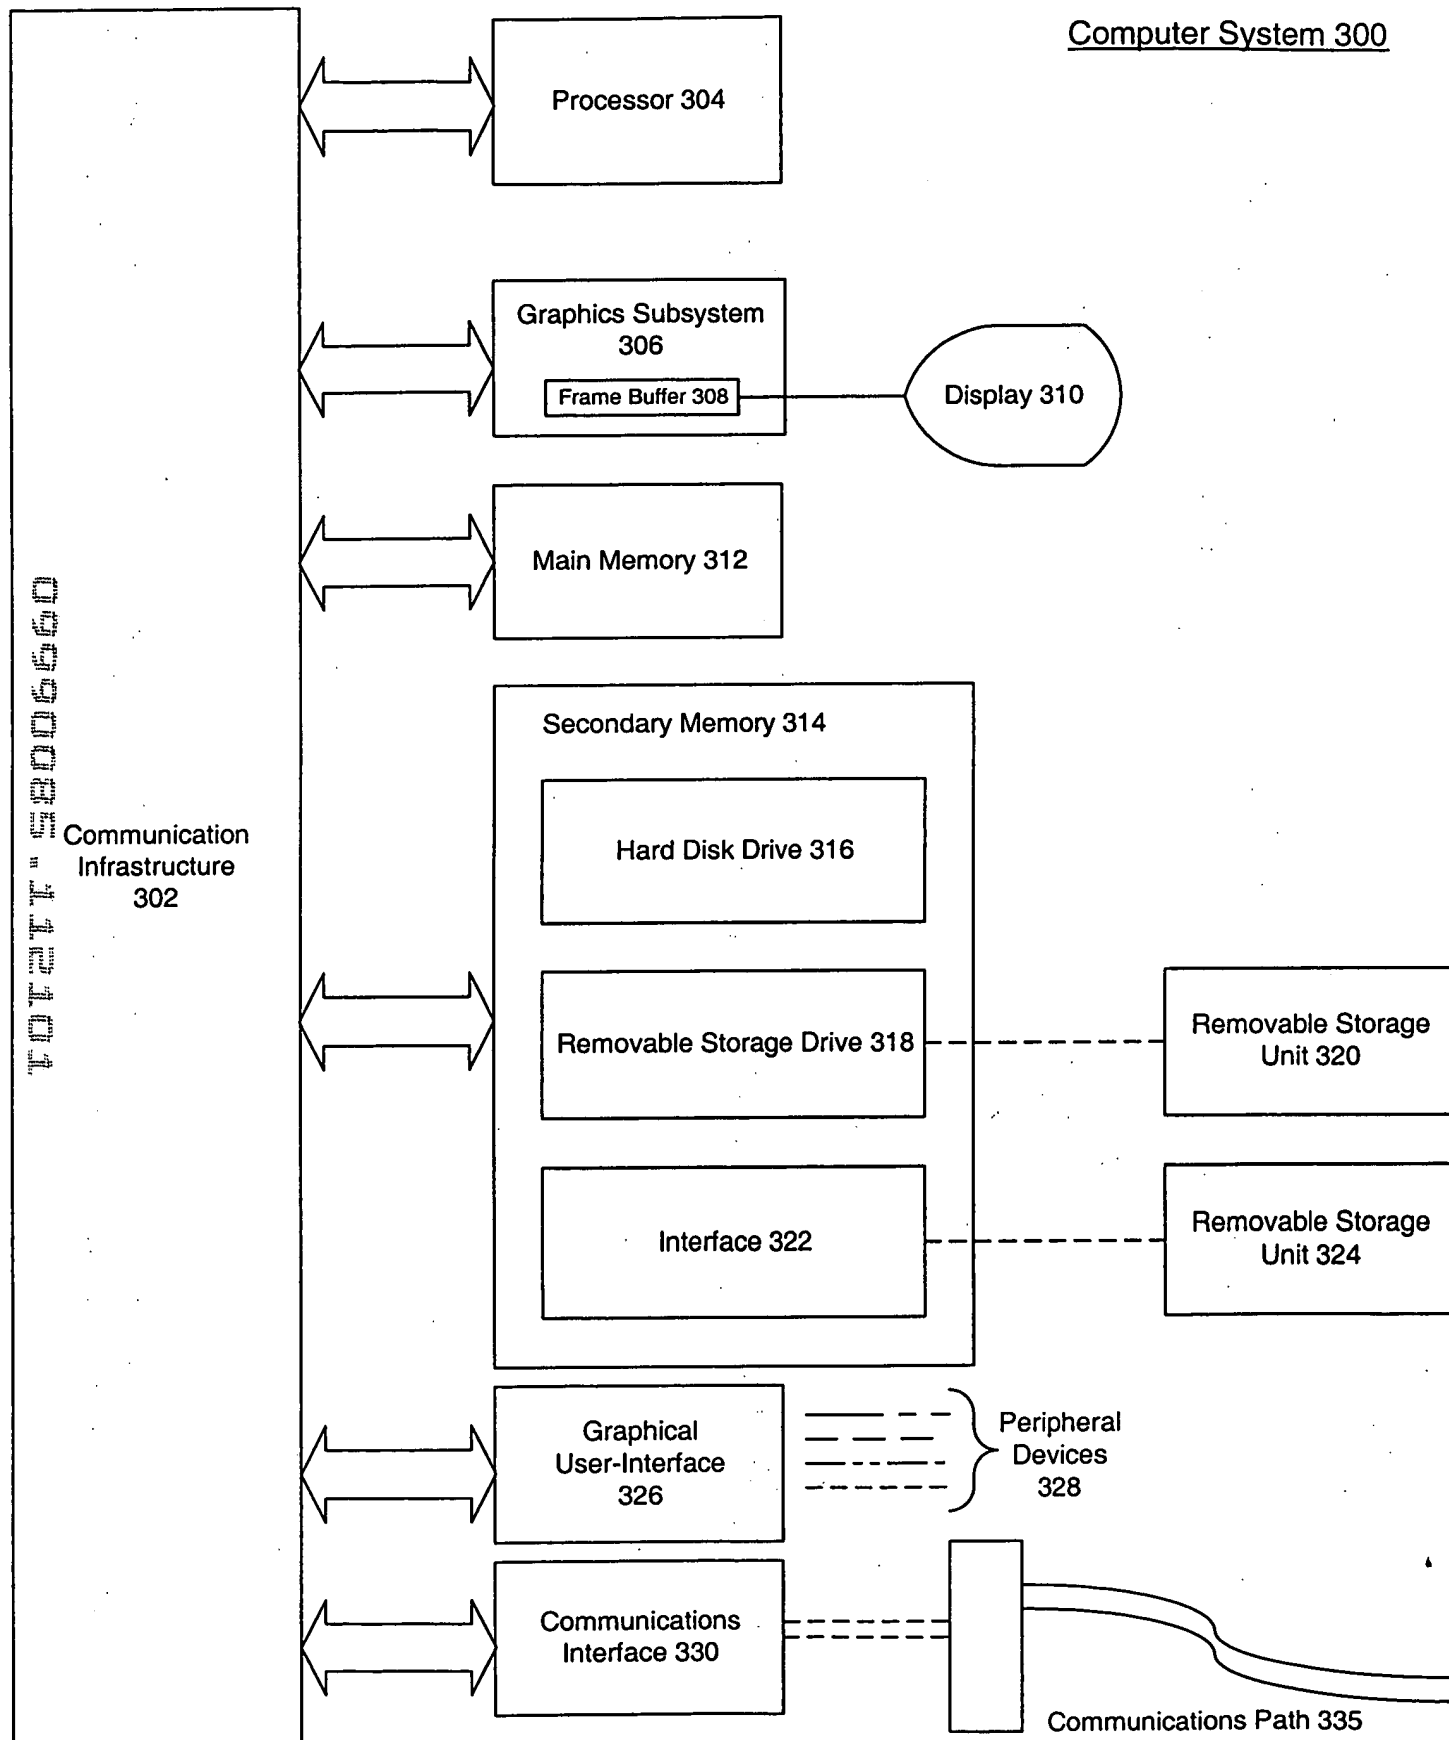 Computer System 300
Processor 304
Graphics Subsystem
306
Frame Buffer 308
Display 310
Main Memory 312
Secondary Memory 314
Hard Disk Drive 316
Communication
Infrastructure
302
Removable Storage Drive 318
Removable Storage
Unit 320
Interface 322
Removable Storage
Unit 324
Graphical
User-Interface
326
Peripheral
Devices
328
Communications
Interface 330
Communications Path 335
09990085.112101